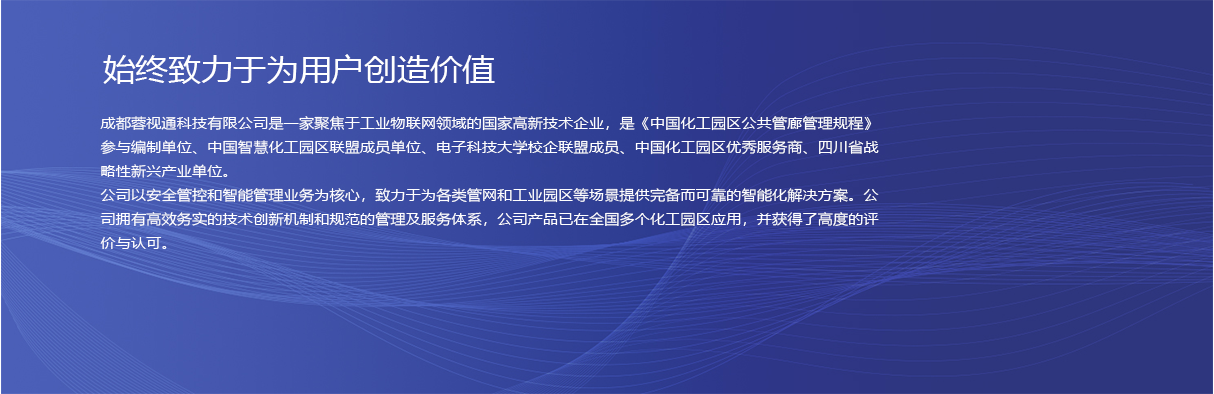 始终致力于为用户创造价值
成都蓉视通科技有限公司是一家聚焦于工业物联网领域的国家高新技术企业，是《中国化工园区公共管廊管理规程》
参与编制单位、中国智慧化工园区联盟成员单位、电子科技大学校企联盟成员、中国化工园区优秀服务商、四川省战
略性新兴产业单位。
公司以安全管控和智能管理业务为核心，致力于为各类管网和工业园区等场景提供完备而可靠的智能化解决方案。公
司拥有高效务实的技术创新机制和规范的管理及服务体系，公司产品已在全国多个化工园区应用，并获得了高度的评
价与认可。